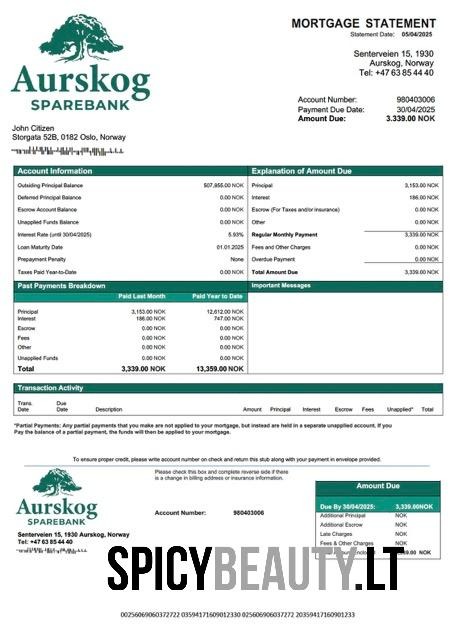 MORTGAGE STATEMENT
Statement Date: 05/04/2025
Aurskog
SPAREBANK
Senterveien 15, 1930
Aurskog, Norway
Tel: +47 63 85 44 40
Account Number: 980403006
Payment Due Date: 30/04/2025
Amount Due: 3.339.00 NOK
John Citizen
Storgata 52B, 0182 Oslo, Norway
Account Information
Outsiding Principal Balance 507,955.00 NOK
Deferred Principal Balance 0.00 NOK
Escrow Account Balance 0.00 NOK
Unapplied Funds Balance 0.00 NOK
Interest Rate (until 30/04/2025) 5.93%
Loan Maturity Date 01.01.2025
Prepayment Penalty None
Taxes Paid Year-to-Date 0.00 NOK
Explanation of Amount Due
Principal 3,153.00 NOK
Interest 186.00 NOK
Escrow (For Taxes and/or insurance) 0.00 NOK
Other 0.00 NOK
Regular Monthly Payment 3,339.00 NOK
Fees and Other Charges 0.00 NOK
Overdue Payment 0.00 NOK
Total Amount Due 3,339.00 NOK
Past Payments Breakdown
Paid Last Month Paid Year to Date
Principal 3,153.00 NOK 12,612.00 NOK
Interest 186.00 NOK 747.00 NOK
Escrow 0.00 NOK 0.00 NOK
Fees 0.00 NOK 0.00 NOK
Other 0.00 NOK 0.00 NOK
Unapplied Funds 0.00 NOK 0.00 NOK
Total 3,339.00 NOK 13,359.00 NOK
Important Messages
Transaction Activity
Trans. Date Due Date Description Amount Principal Interest Escrow Fees Unapplied* Total
*Partial Payments: Any partial payments that you make are not applied to your mortgage, but instead are held in a separate unapplied account. If you
Pay the balance of a partial payment, the funds will then be applied to your mortgage.
To ensure proper credit, please write account number on check and return this stub along with your payment in envelope provided.
Please check this box and complete reverse side if there
is a change in billing address or insurance information.
Aurskog
SPAREBANK
Account Number: 980403006
Senterveien 15, 1930 Aurskog, Norway
Tel: +47 63 85 44 40
Amount Due
Due By 30/04/2025: 3,339.00NOK
Additional Principal NOK
Additional Escrow NOK
Late Charges NOK
Fees & Other Charges NOK
SPICYBEAUTY.LT
00256069060372722 03594171609012330 0256069060372722 20359417160901233